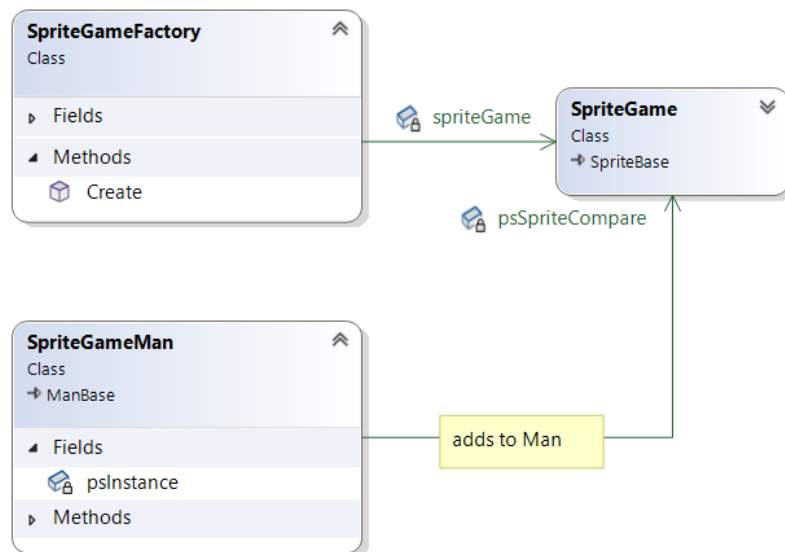 SpriteGameFactory
Class
Fields
Methods
Create
spriteGame
SpriteGame
Class
SpriteBase
psSpriteCompare
SpriteGameMan
Class
ManBase
Fields
psInstance
Methods
adds to Man